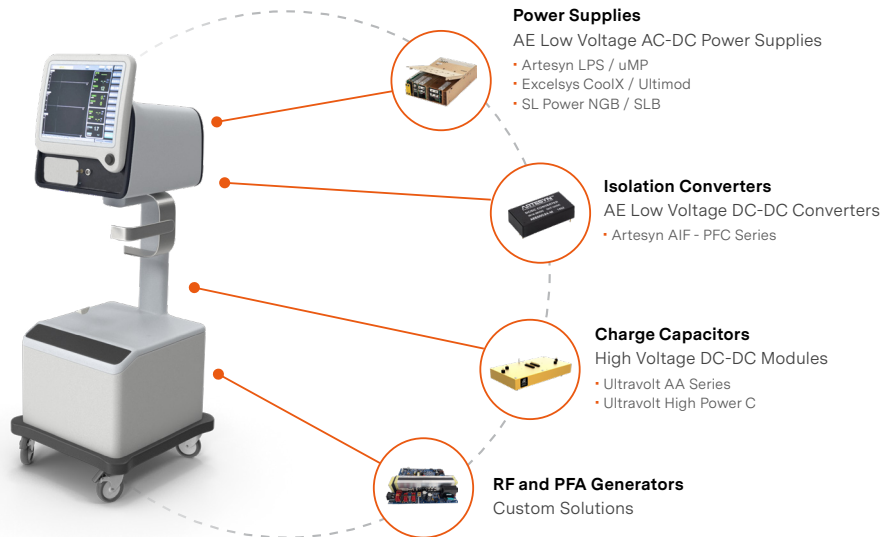 Power Supplies
AE Low Voltage AC-DC Power Supplies
▪ Artesyn LPS / uMP
▪ Excelsys CoolX / Ultimod
▪ SL Power NGB / SLB
Isolation Converters
AE Low Voltage DC-DC Converters
▪ Artesyn AIF - PFC Series
ARTESYN
Charge Capacitors
High Voltage DC-DC Modules
▪ Ultravolt AA Series
▪ Ultravolt High Power C
RF and PFA Generators
Custom Solutions